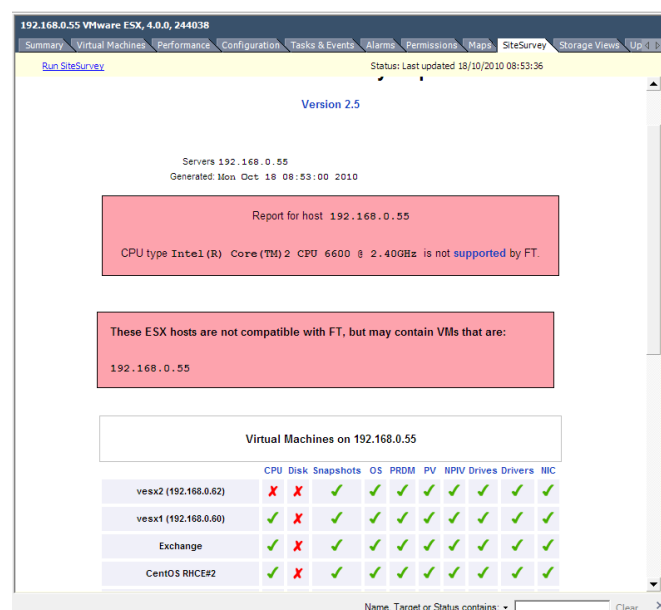 192.168.0.55 VMware ESX, 4.0.0, 244038
Summary Virtual Machines Performance Configuration Tasks & Events Alarms Permissions Maps SiteSurvey Storage Views Up
Run SiteSurvey Status: Last updated 18/10/2010 08:53:36
Version 2.5
Servers 192.168.0.55
Generated: Mon Oct 18 08:53:00 2010
Report for host 192.168.0.55
CPU type Intel(R) Core(TM)2 CPU 6600 @ 2.40GHz is not supported by FT.
These ESX hosts are not compatible with FT, but may contain VMs that are:
192.168.0.55
Virtual Machines on 192.168.0.55
CPU Disk Snapshots OS PRDM PV NPIV Drives Drivers NIC
vesx2 (192.168.0.62) ✗ ✗ ✓ ✓ ✓ ✓ ✓ ✓ ✓ ✓
vesx1 (192.168.0.60) ✓ ✗ ✓ ✓ ✓ ✓ ✓ ✓ ✓ ✓
Exchange ✓ ✗ ✓ ✓ ✓ ✓ ✓ ✓ ✓ ✓
CentOS RHCE#2 ✓ ✗ ✓ ✓ ✓ ✓ ✓ ✓ ✓ ✓
Name, Target or Status contains: Clear